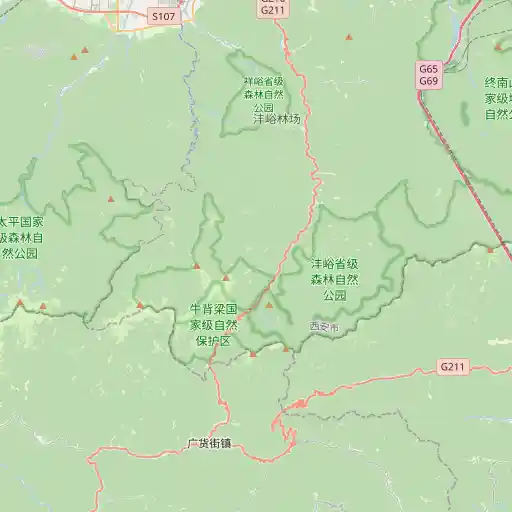 G210
G211
S107
G65
G69
祥峪省级
森林自然
公园
沣峪林场
终南山
家级地
自然公
太平国家
级森林自
然公园
沣峪省级
森林自然
公园
牛背梁国
家级自然
保护区
西安市
G211
广货街镇